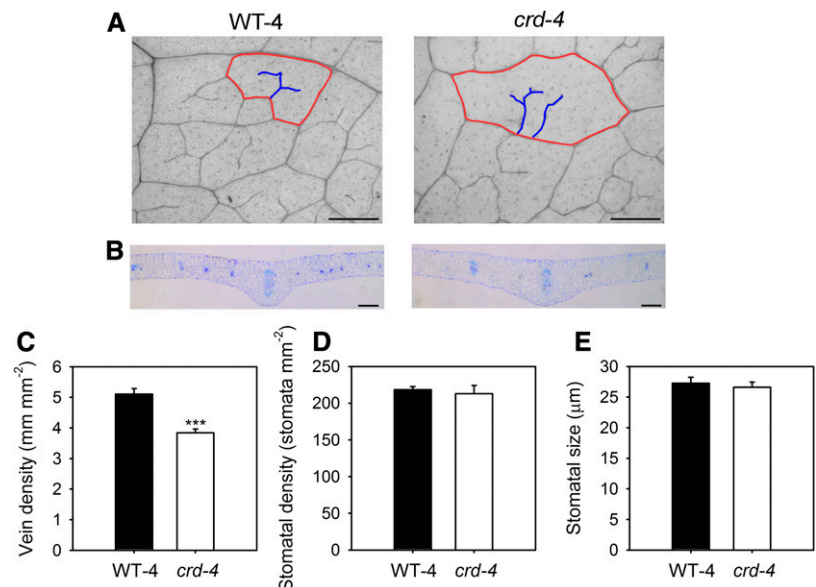 A
WT-4
crd-4
B
C
Vein density (mm mm⁻²)
6
5
4
3
2
1
0
***
WT-4
crd-4
D
Stomatal density (stomata mm⁻²)
250
200
150
100
50
0
WT-4
crd-4
E
Stomatal size (μm)
30
25
20
15
10
5
0
WT-4
crd-4